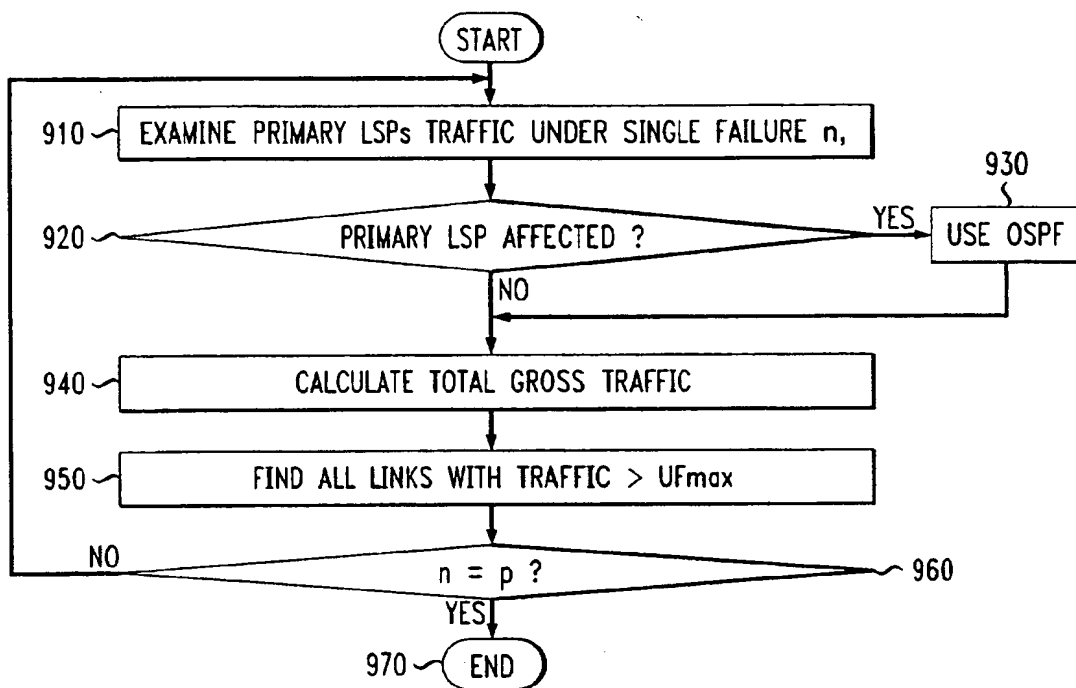 START
910
EXAMINE PRIMARY LSPs TRAFFIC UNDER SINGLE FAILURE n,
930
920
PRIMARY LSP AFFECTED ?
YES
USE OSPF
NO
940
CALCULATE TOTAL GROSS TRAFFIC
950
FIND ALL LINKS WITH TRAFFIC > UFmax
NO
n = p ?
960
YES
970
END